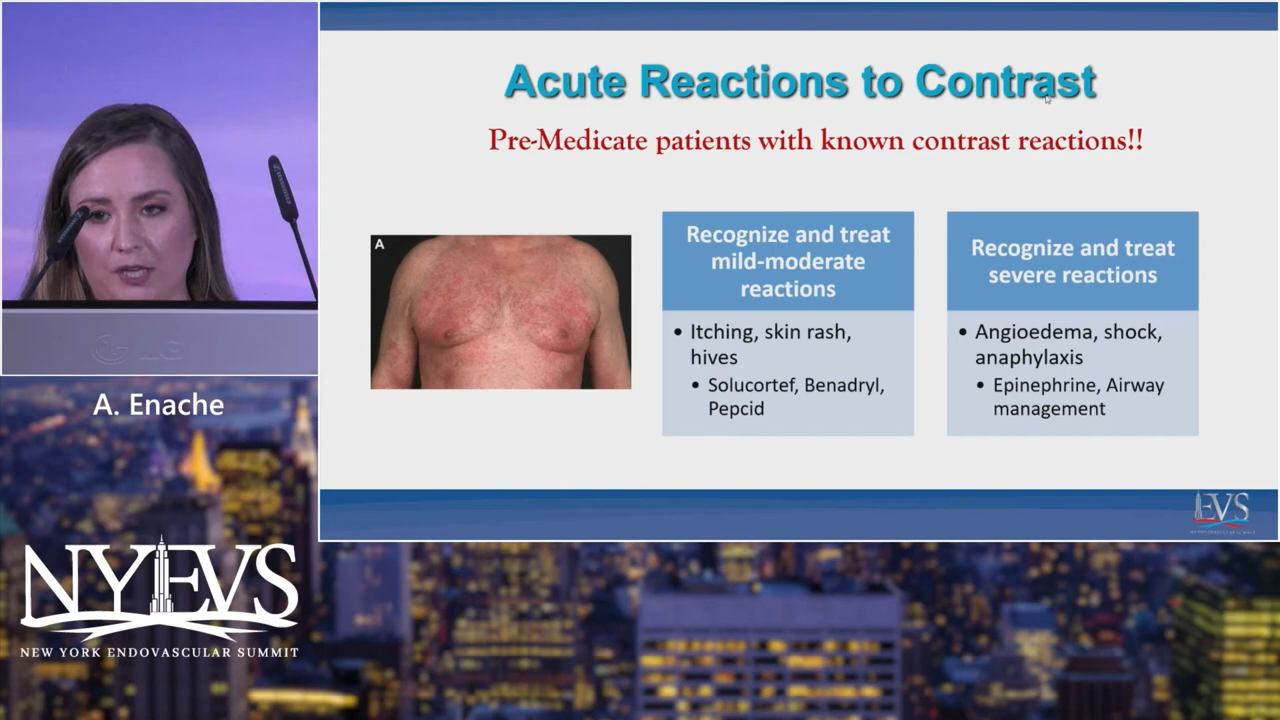 Acute Reactions to Contrast
Pre-Medicate patients with known contrast reactions!!
A
Recognize and treat
mild-moderate
reactions
• Itching, skin rash,
hives
• Solucortef, Benadryl,
Pepcid
Recognize and treat
severe reactions
• Angioedema, shock,
anaphylaxis
• Epinephrine, Airway
management
LG
A. Enache
NYEVS
NEW YORK ENDOVASCULAR SUMMIT
EVS